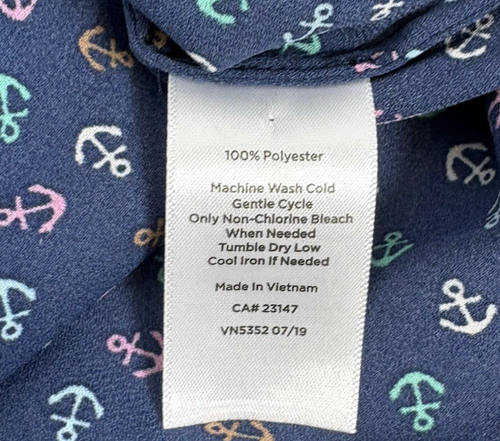 100% Polyester
Machine Wash Cold
Gentle Cycle
Only Non-Chlorine Bleach
When Needed
Tumble Dry Low
Cool Iron If Needed
Made In Vietnam
CA# 23147
VN5352 07/19